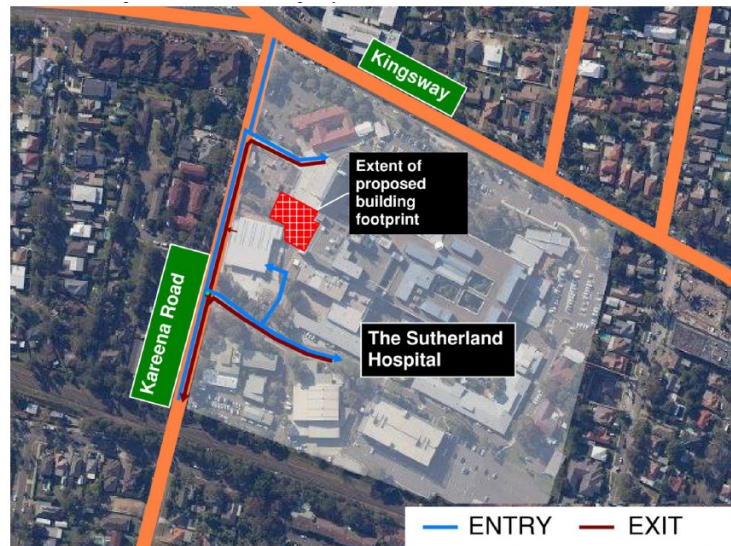 Kingsway
Extent of
proposed
building
footprint
Kareena Road
The Sutherland
Hospital
ENTRY
EXIT